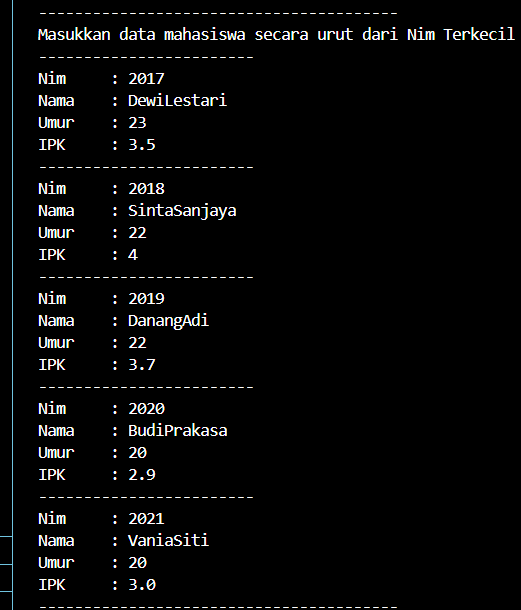 ----------------------------------------
Masukkan data mahasiswa secara urut dari Nim Terkecil
------------------------
Nim     : 2017
Nama    : DewiLestari
Umur    : 23
IPK     : 3.5
------------------------
Nim     : 2018
Nama    : SintaSanjaya
Umur    : 22
IPK     : 4
------------------------
Nim     : 2019
Nama    : DanangAdi
Umur    : 22
IPK     : 3.7
------------------------
Nim     : 2020
Nama    : BudiPrakasa
Umur    : 20
IPK     : 2.9
------------------------
Nim     : 2021
Nama    : VaniaSiti
Umur    : 20
IPK     : 3.0
----------------------------------------